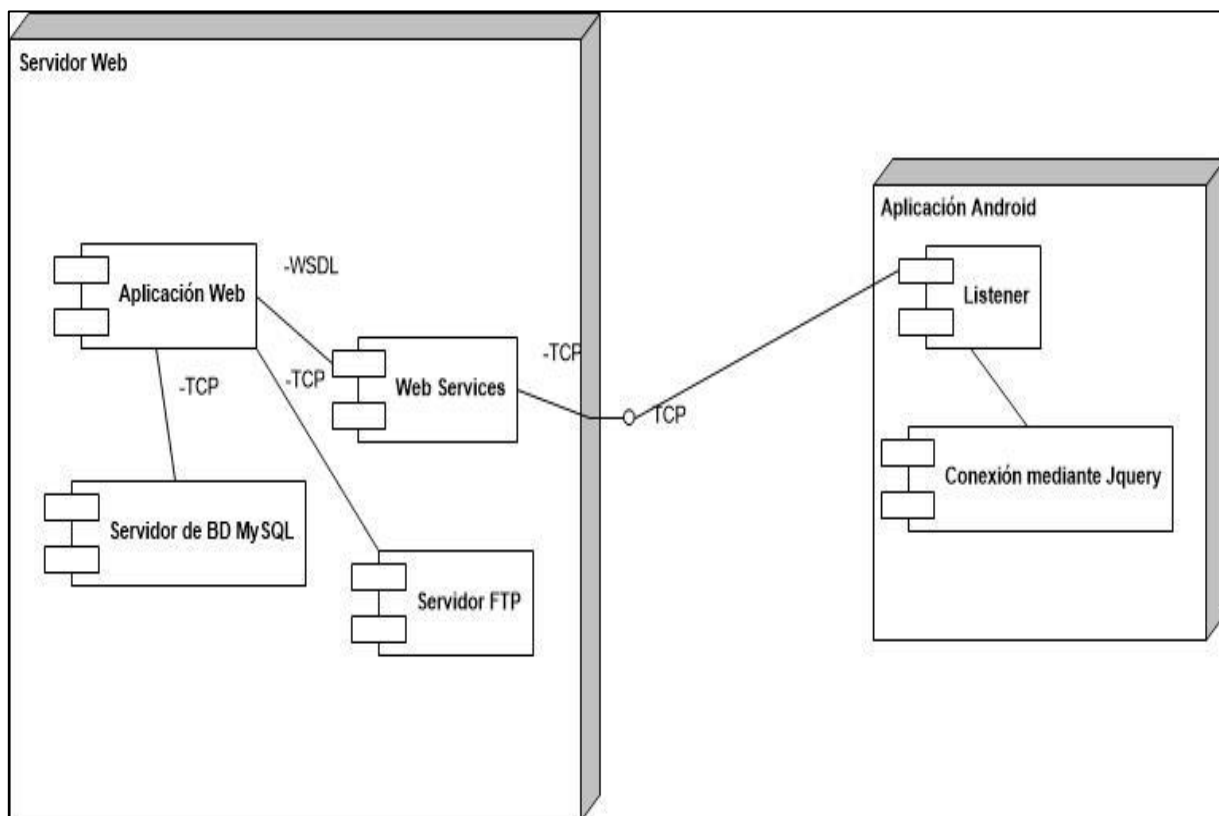 Servidor Web
Aplicación Android
-WSDL
Aplicación Web
Listener
-TCP
-TCP
-TCP
Web Services
TCP
Conexión mediante Jquery
Servidor de BD MySQL
Servidor FTP